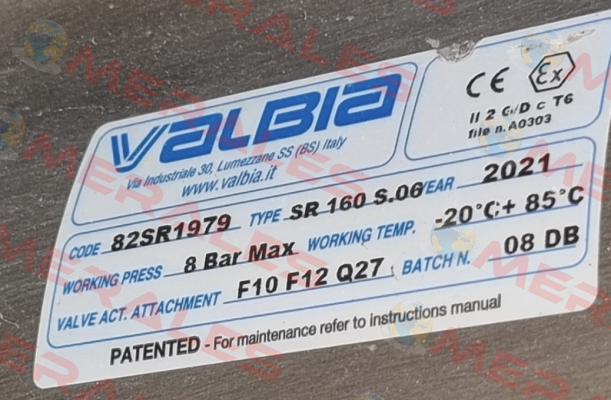 VALBIA
Via Industriale 30, Lumezzane SS (BS) Italy
www.valbia.it
CE Ex
II 2 G/D c T6
file n. A0303
CODE 82SR1979 TYPE SR 160 S.06 YEAR 2021
WORKING PRESS 8 Bar Max WORKING TEMP. -20°C÷+ 85°C
VALVE ACT. ATTACHMENT F10 F12 Q27 BATCH N. 08 DB
PATENTED - For maintenance refer to instructions manual
MERALES